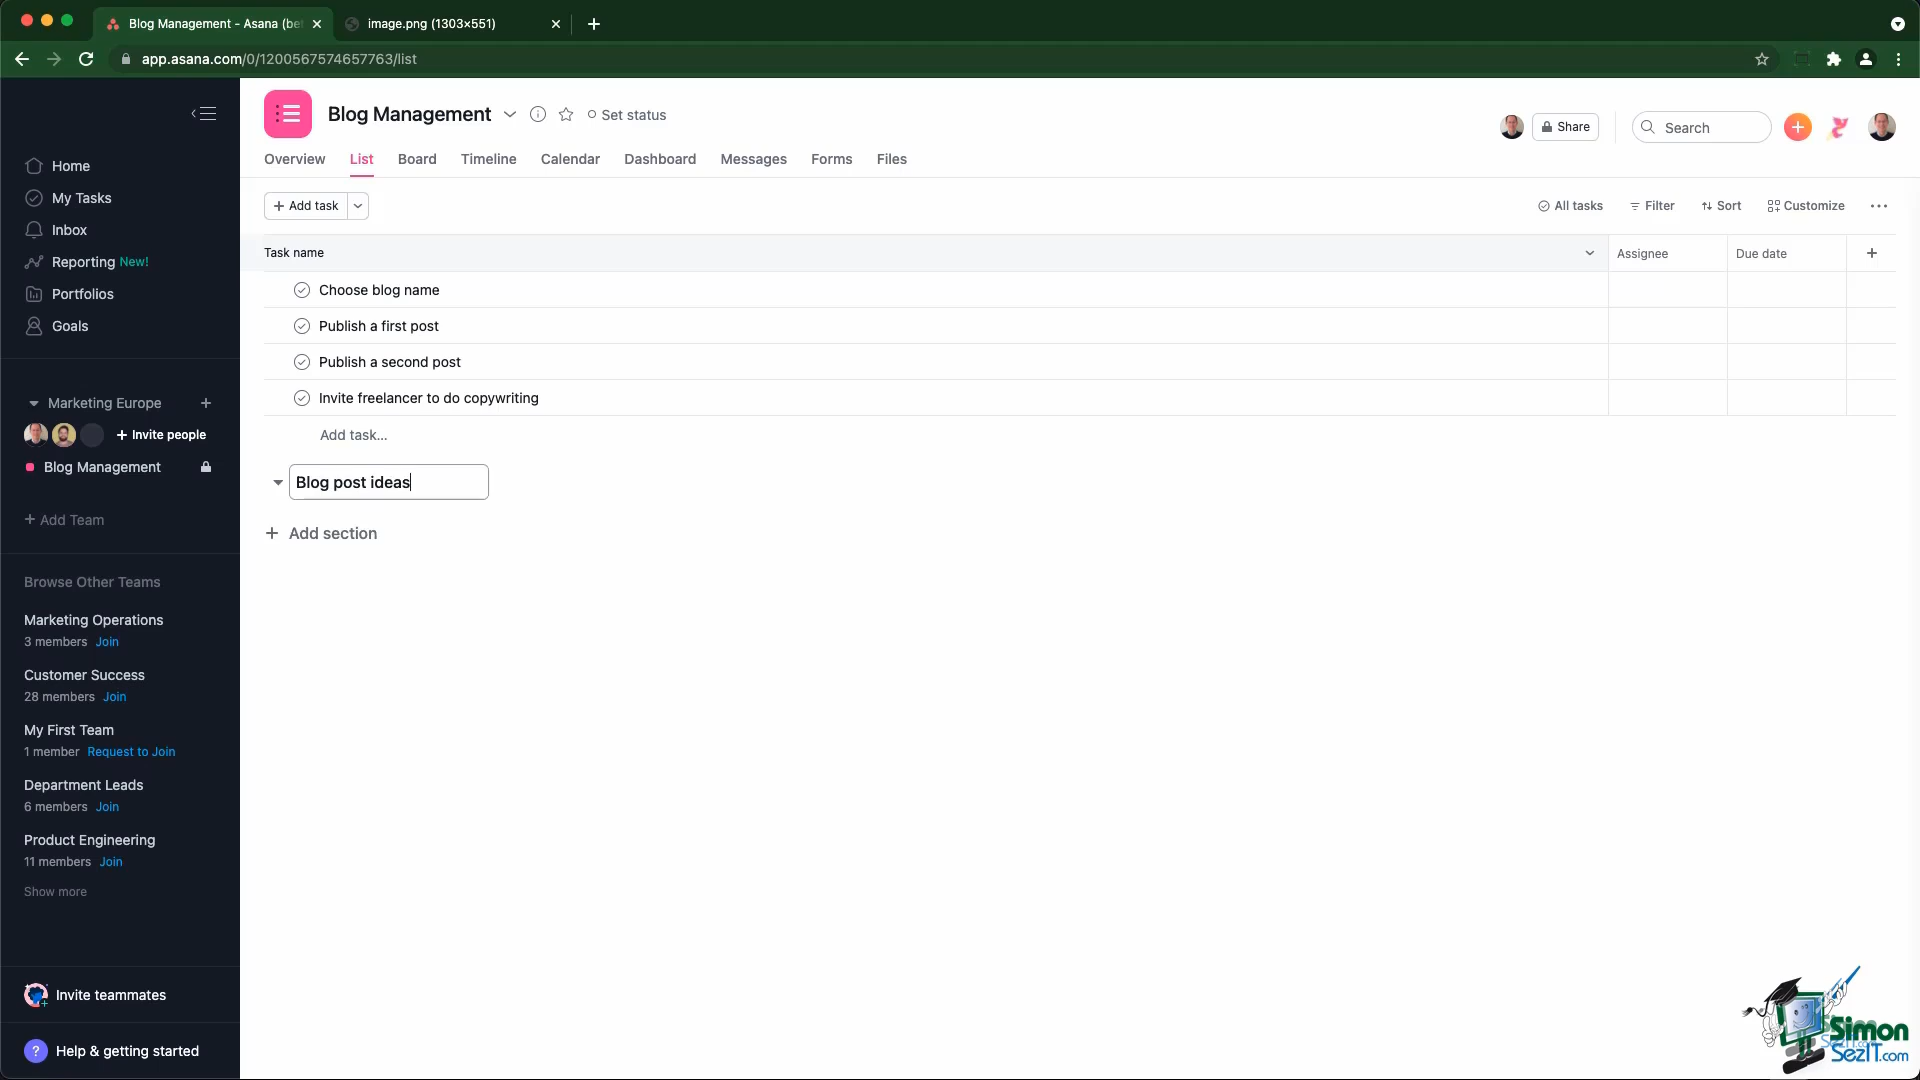 Blog Management - Asana (be
image.png (1303×551)
app.asana.com/0/1200567574657763/list
Blog Management
Set status
Share
Search
Overview List Board Timeline Calendar Dashboard Messages Forms Files
Home
My Tasks
Inbox
Reporting New!
Portfolios
Goals
Marketing Europe
Invite people
Blog Management
+ Add Team
Browse Other Teams
Marketing Operations
3 members Join
Customer Success
28 members Join
My First Team
1 member Request to Join
Department Leads
6 members Join
Product Engineering
11 members Join
Show more
Invite teammates
? Help & getting started
+ Add task
All tasks Filter Sort Customize
Task name Assignee Due date
Choose blog name
Publish a first post
Publish a second post
Invite freelancer to do copywriting
Add task...
Blog post ideas
+ Add section
Simon
SezIT.com